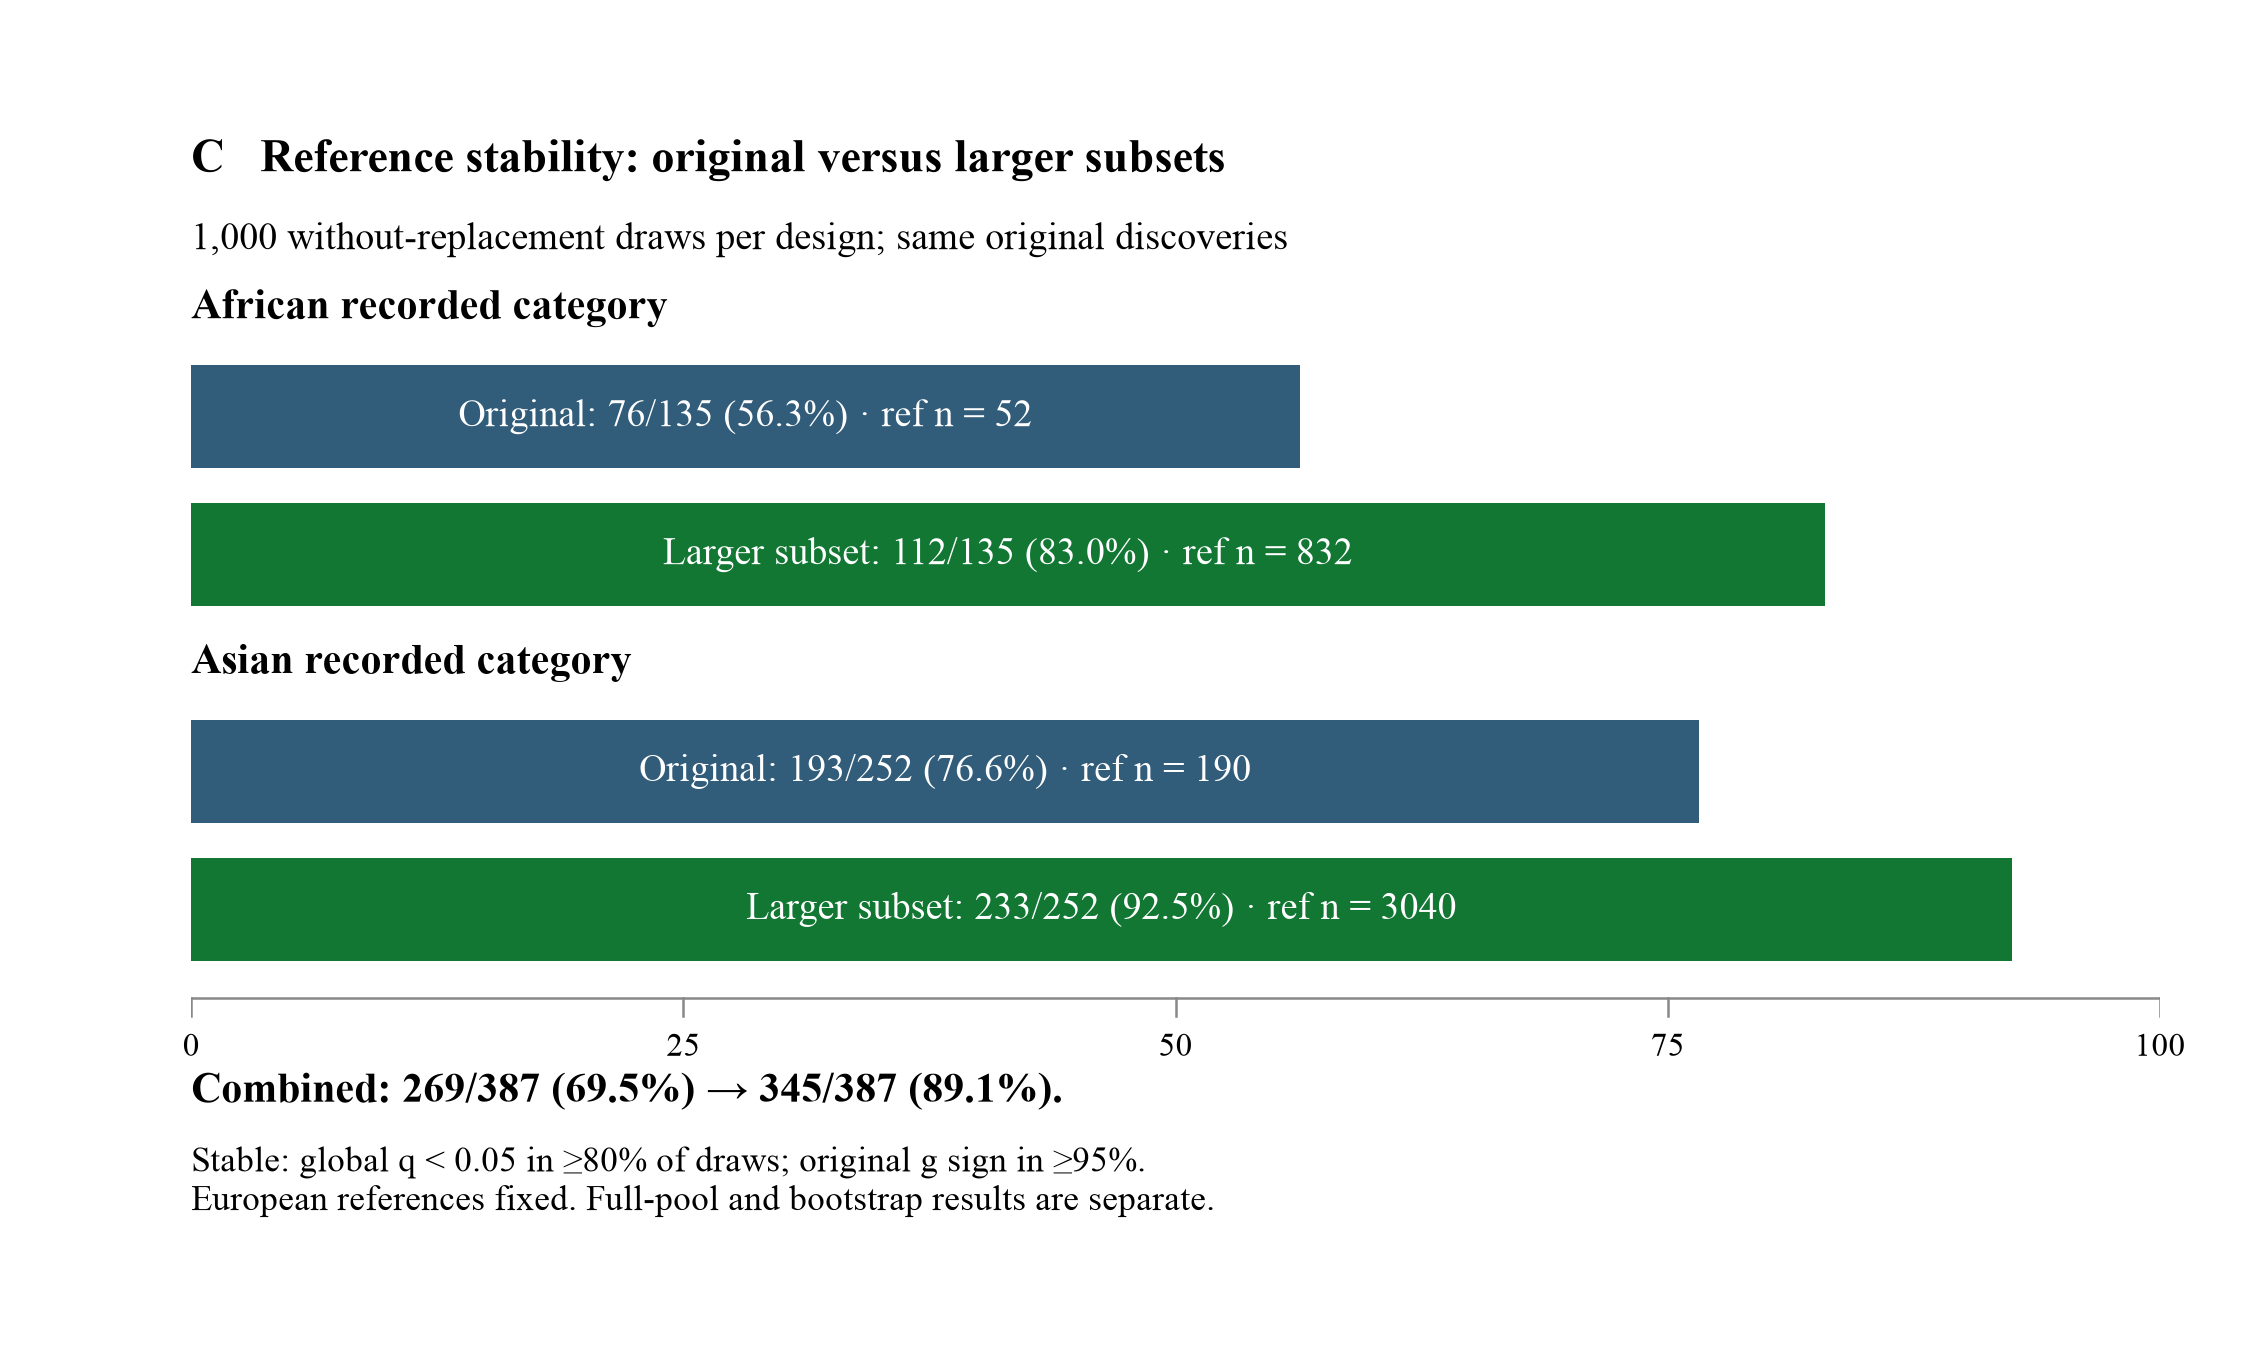 C Reference stability: original versus larger subsets
1,000 without-replacement draws per design; same original discoveries
African recorded category
Original: 76/135 (56.3%) · ref n = 52
Larger subset: 112/135 (83.0%) · ref n = 832
Asian recorded category
Original: 193/252 (76.6%) · ref n = 190
Larger subset: 233/252 (92.5%) · ref n = 3040
0 25 50 75 100
Combined: 269/387 (69.5%) → 345/387 (89.1%).
Stable: global q < 0.05 in ≥80% of draws; original g sign in ≥95%.
European references fixed. Full-pool and bootstrap results are separate.